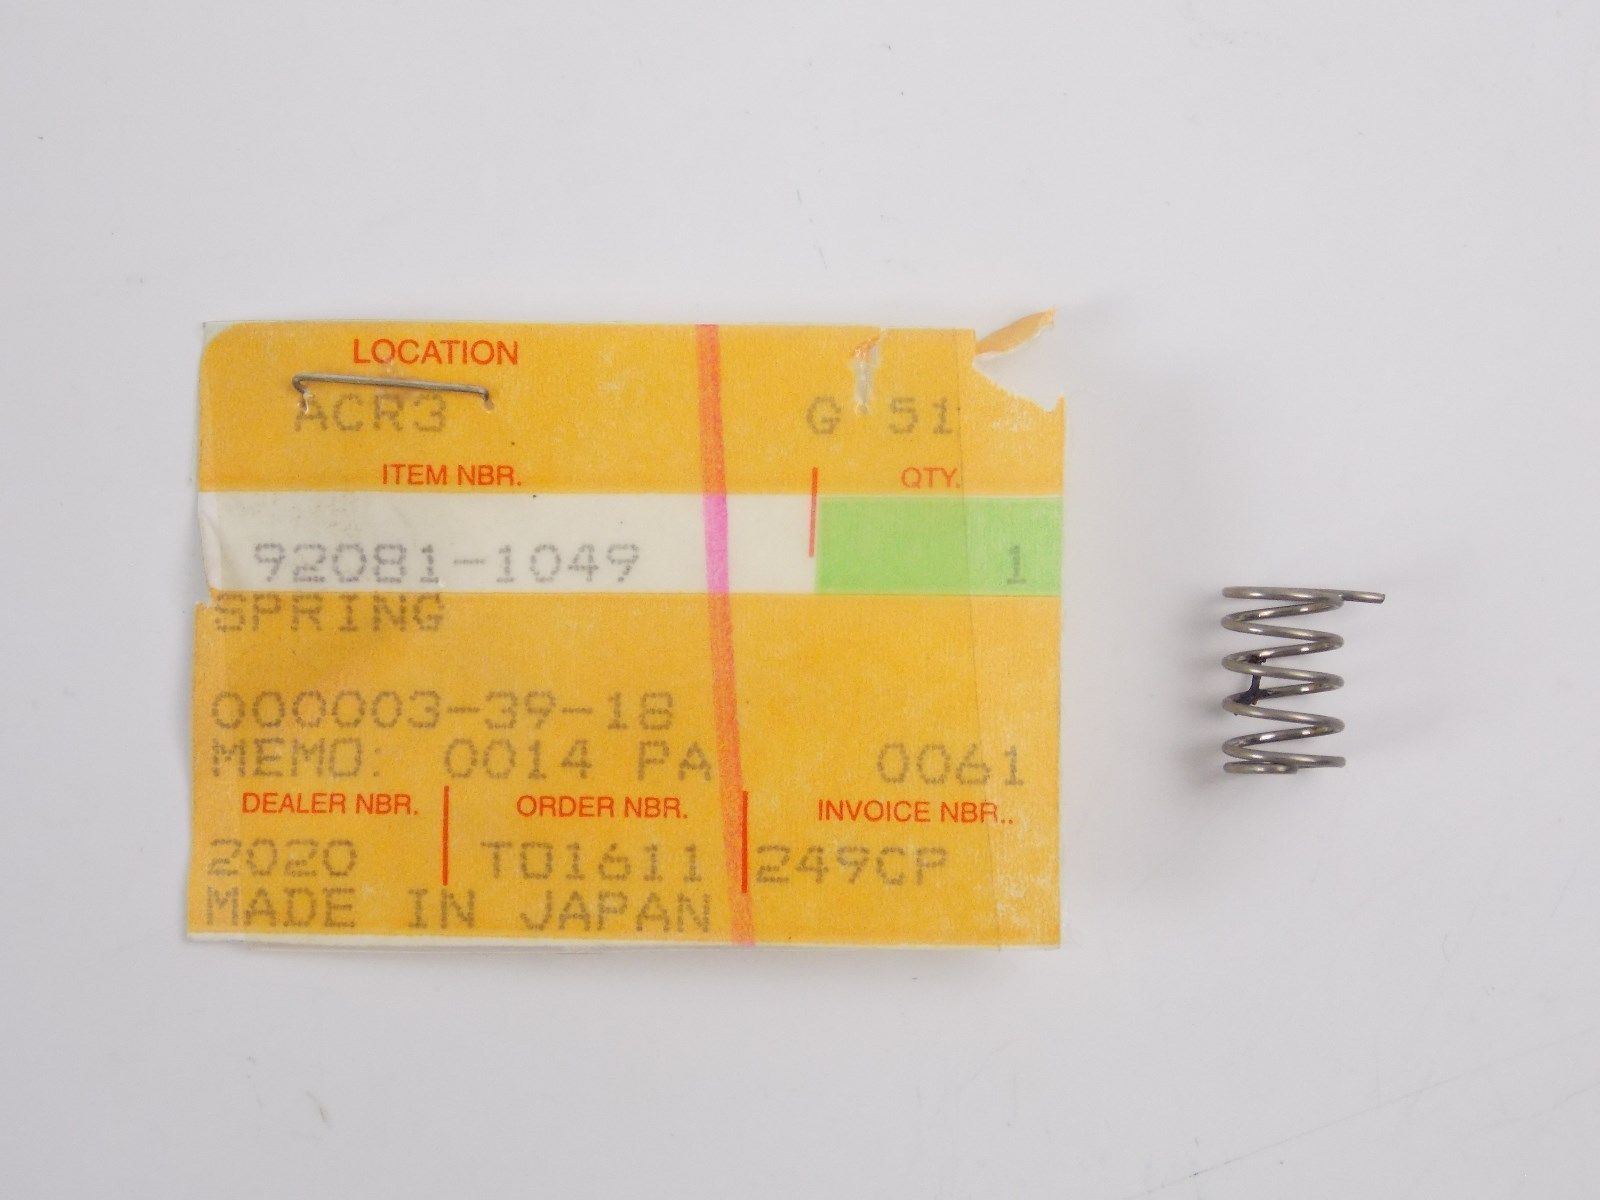 LOCATION
ACR3 G 51
ITEM NBR. QTY.
92081-1049 1
SPRING
000003-39-18
MEMO: 0014 PA 0061
DEALER NBR. ORDER NBR. INVOICE NBR..
2020 T01611 249CP
MADE IN JAPAN